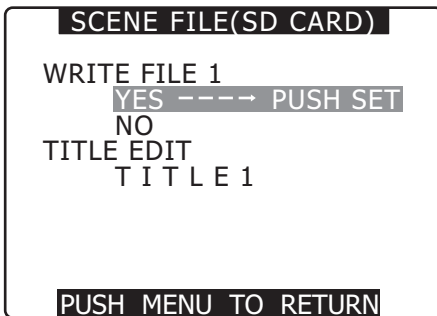 SCENE FILE(SD CARD)
WRITE FILE 1
YES ----→ PUSH SET
NO
TITLE EDIT
T I T L E 1
PUSH MENU TO RETURN